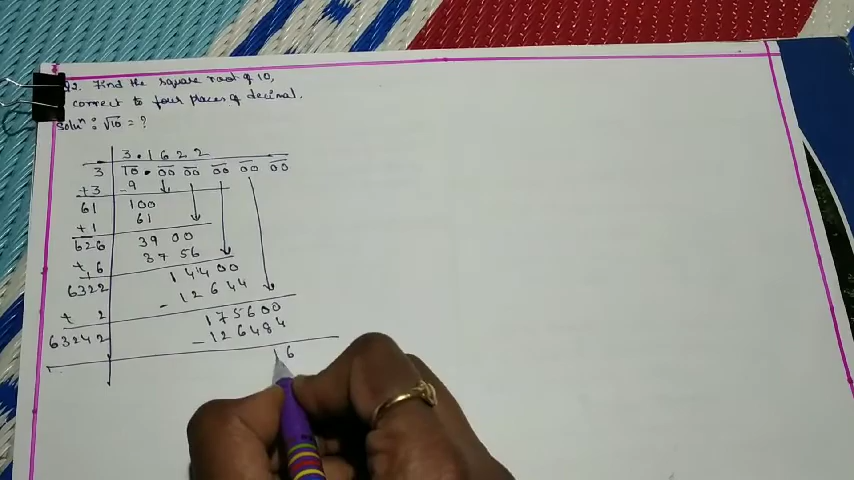 Q2. Find the square root of 10,
correct to four places of decimal.
Soluⁿ: √10 = ?
3.1622
3 10.00 00 00 00 00
+3 -9
61 100
+1 61
626 3900
+6 3756
6322 14400
+ 2 -12644
63242 175600
-126484
16